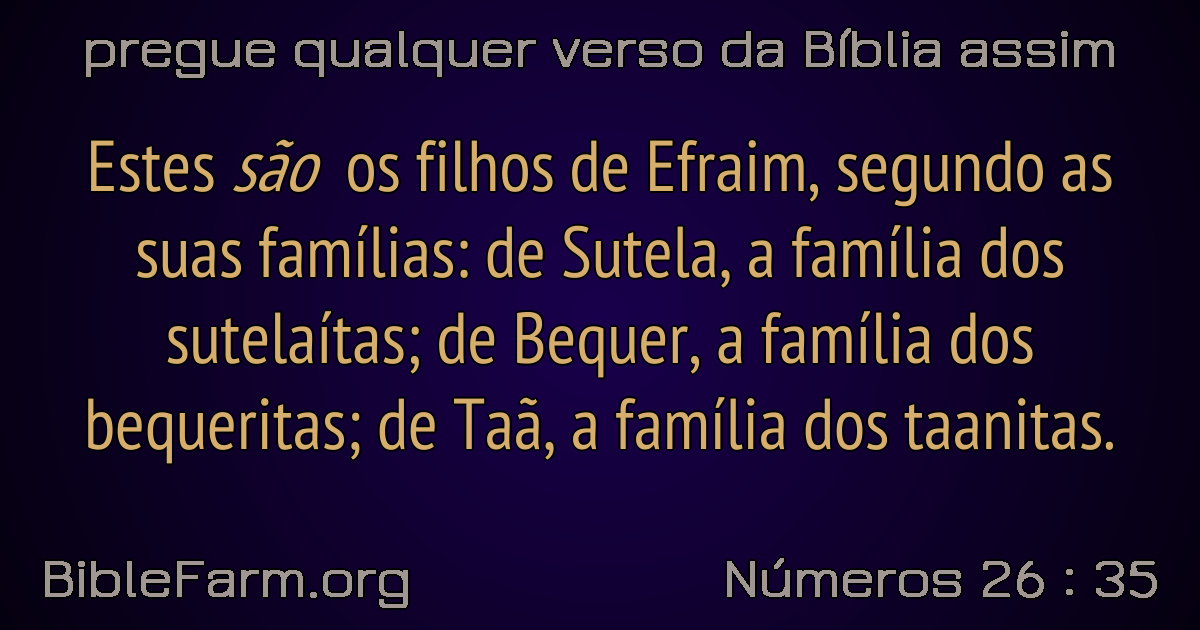 pregue qualquer verso da Bíblia assim
Estes são os filhos de Efraim, segundo as
suas famílias: de Sutela, a família dos
sutelaítas; de Bequer, a família dos
bequeritas; de Taã, a família dos taanitas.
BibleFarm.org
Números 26 : 35